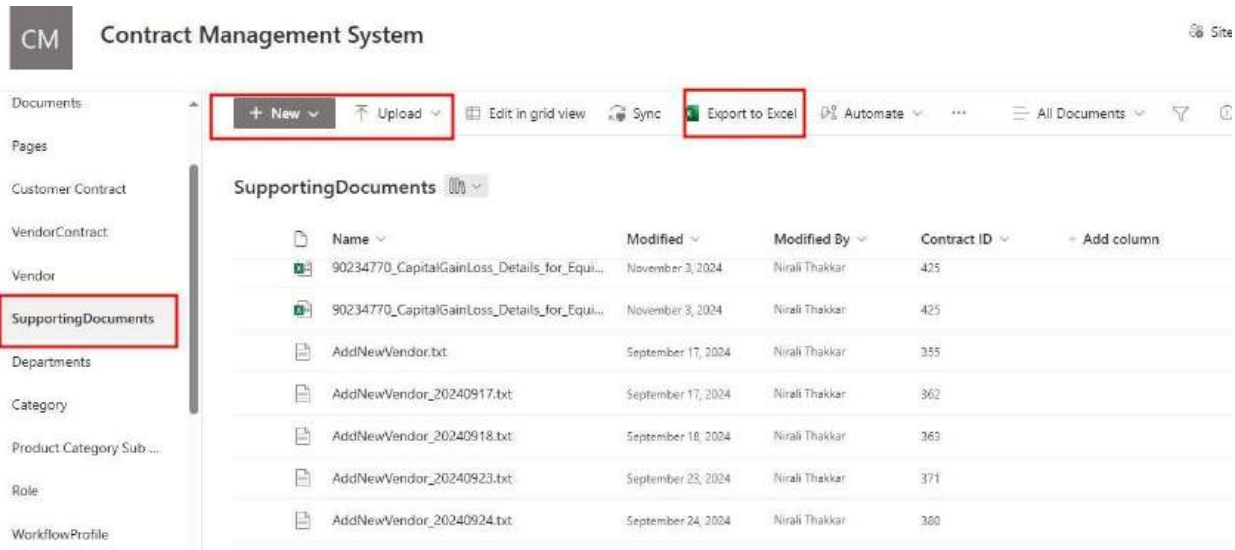 CM
Contract Management System
Site
Documents
Pages
Customer Contract
VendorContract
Vendor
SupportingDocuments
Departments
Category
Product Category Sub ...
Role
WorkflowProfile
+ New Upload Edit in grid view Sync Export to Excel Automate ... All Documents
SupportingDocuments
Name Modified Modified By Contract ID + Add column
90234770_CapitalGainLoss_Details_for_Equi... November 3, 2024 Nirali Thakkar 425
90234770_CapitalGainLoss_Details_for_Equi... November 3, 2024 Nirali Thakkar 425
AddNewVendor.txt September 17, 2024 Nirali Thakkar 355
AddNewVendor_20240917.txt September 17, 2024 Nirali Thakkar 362
AddNewVendor_20240918.txt September 18, 2024 Nirali Thakkar 363
AddNewVendor_20240923.txt September 23, 2024 Nirali Thakkar 371
AddNewVendor_20240924.txt September 24, 2024 Nirali Thakkar 380